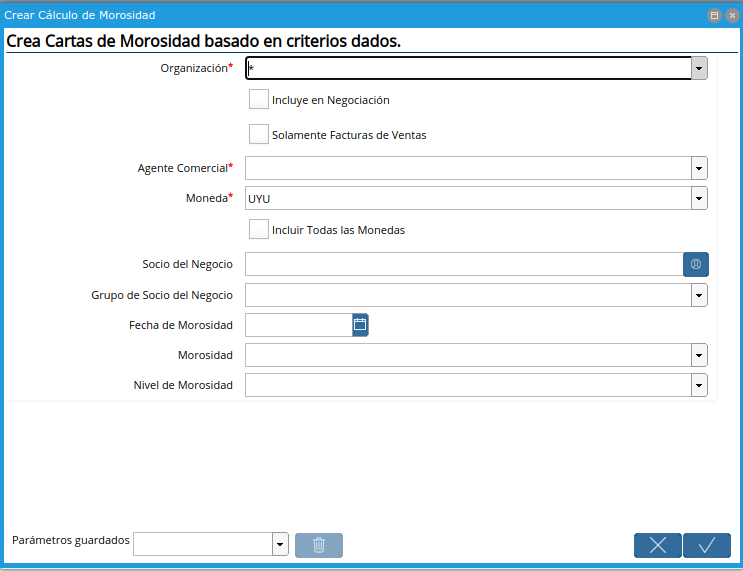 Crear Cálculo de Morosidad
Crea Cartas de Morosidad basado en criterios dados.
Organización* *
Incluye en Negociación
Solamente Facturas de Ventas
Agente Comercial*
Moneda* UYU
Incluir Todas las Monedas
Socio del Negocio
Grupo de Socio del Negocio
Fecha de Morosidad
Morosidad
Nivel de Morosidad
Parámetros guardados